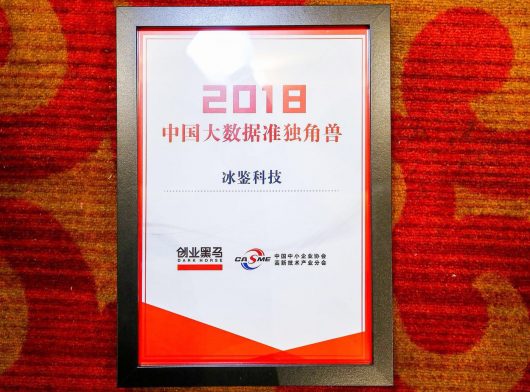 2018
中国大数据准独角兽
冰鉴科技
创业黑马
DARK HORSE
CASME
中国中小企业协会
高新技术产业分会